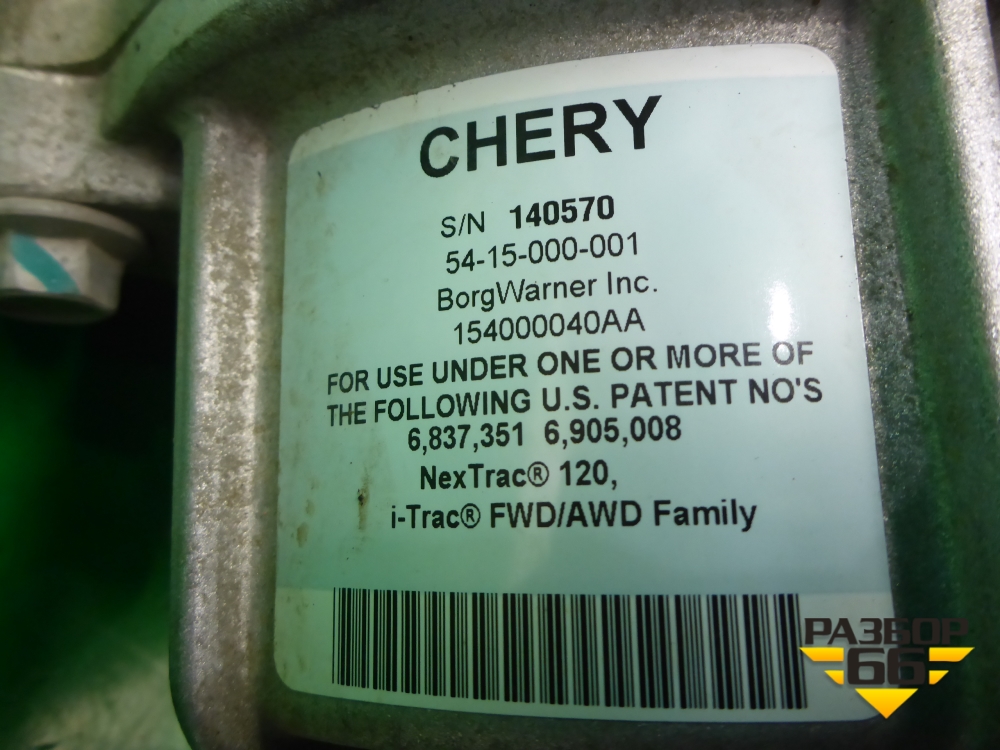 CHERY
S/N 140570
54-15-000-001
BorgWarner Inc.
154000040AA
FOR USE UNDER ONE OR MORE OF
THE FOLLOWING U.S. PATENT NO'S
6,837,351 6,905,008
NexTrac® 120,
i-Trac® FWD/AWD Family
РАЗБОР
66